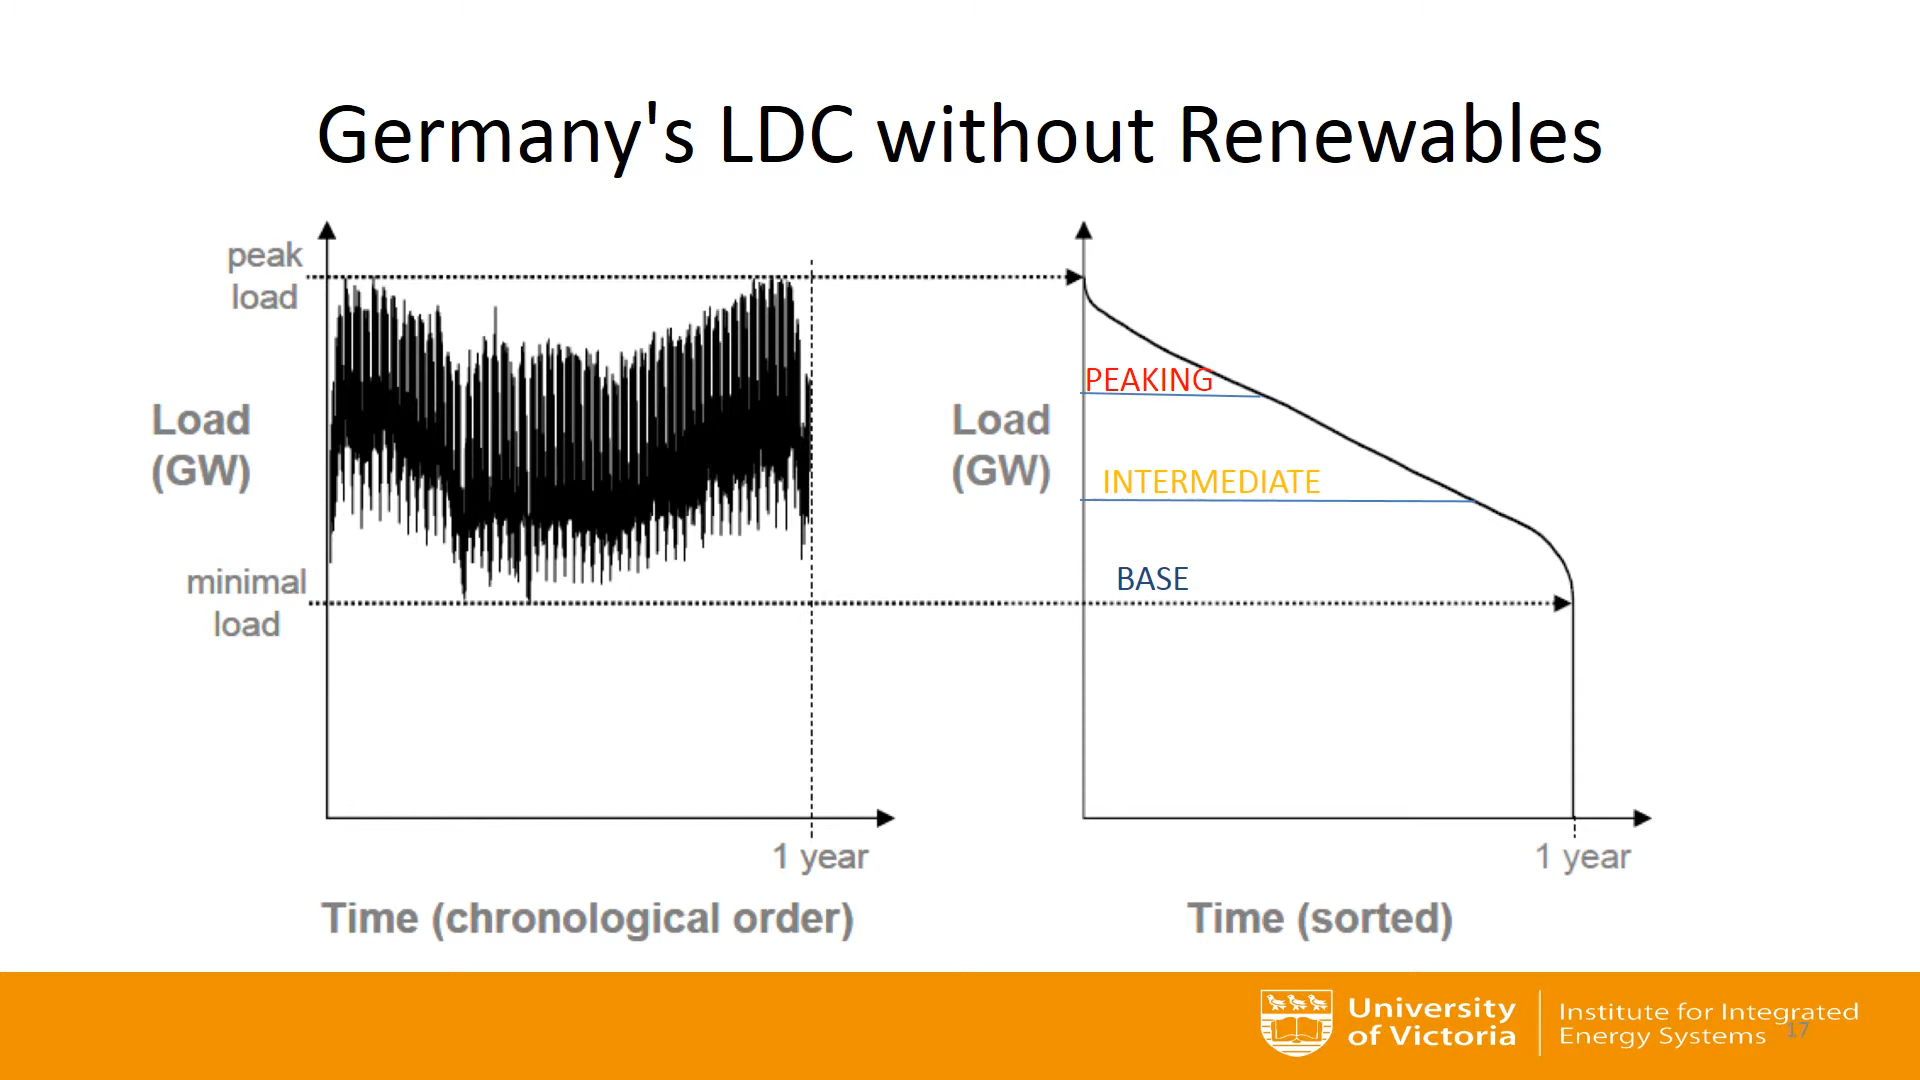 Germany's LDC without Renewables
peak
load
Load
(GW)
minimal
load
1 year
Time (chronological order)
Load
(GW)
PEAKING
INTERMEDIATE
BASE
1 year
Time (sorted)
University
of Victoria
Institute for Integrated
Energy Systems
17